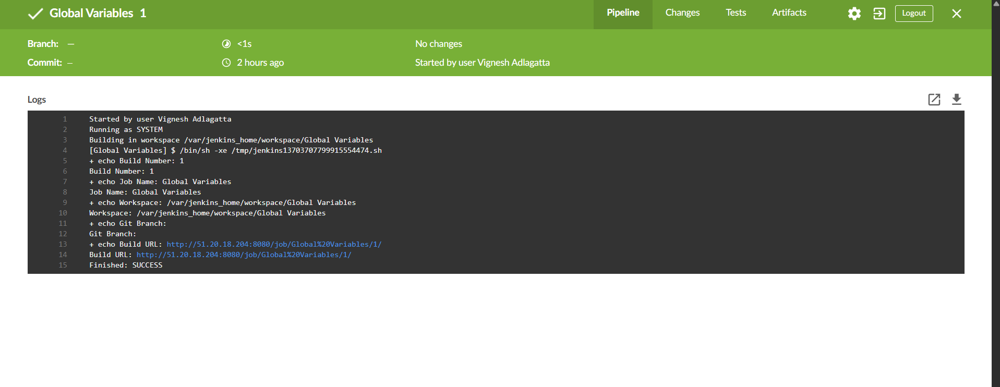 Global Variables 1
Pipeline Changes Tests Artifacts Logout
Branch: —
<1s
No changes
Commit: —
2 hours ago
Started by user Vignesh Adlagatta
Logs
1 Started by user Vignesh Adlagatta
2 Running as SYSTEM
3 Building in workspace /var/jenkins_home/workspace/Global Variables
4 [Global Variables] $ /bin/sh -xe /tmp/jenkins13703707799915554474.sh
5 + echo Build Number: 1
6 Build Number: 1
7 + echo Job Name: Global Variables
8 Job Name: Global Variables
9 + echo Workspace: /var/jenkins_home/workspace/Global Variables
10 Workspace: /var/jenkins_home/workspace/Global Variables
11 + echo Git Branch:
12 Git Branch:
13 + echo Build URL: http://51.20.18.204:8080/job/Global%20Variables/1/
14 Build URL: http://51.20.18.204:8080/job/Global%20Variables/1/
15 Finished: SUCCESS